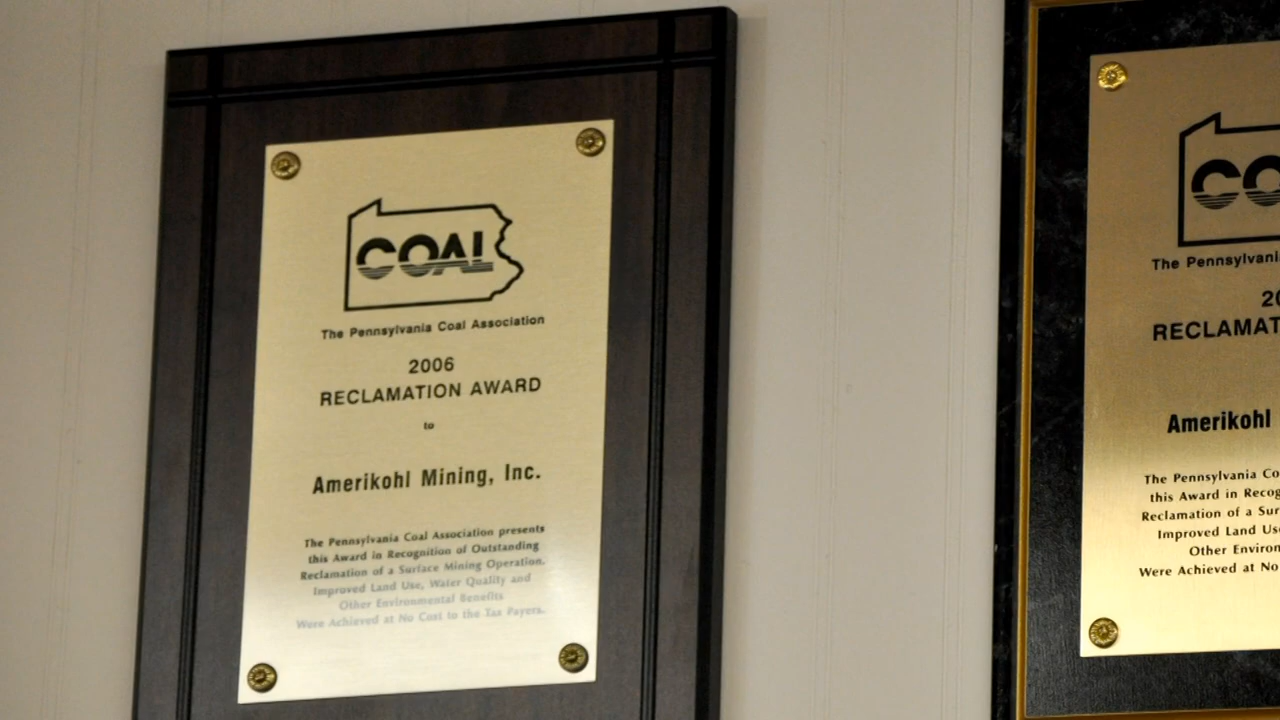 COAL
The Pennsylvania Coal Association
2006
RECLAMATION AWARD
to
Amerikohl Mining, Inc.
The Pennsylvania Coal Association presents
this Award in Recognition of Outstanding
Reclamation of a Surface Mining Operation.
Improved Land Use, Water Quality and
Other Environmental Benefits
Were Achieved at No Cost to the Tax Payers.
CO
The Pennsylvani
20
RECLAMAT
Amerikohl
The Pennsylvania Co
this Award in Recog
Reclamation of a Sur
Improved Land Us
Other Environ
Were Achieved at No